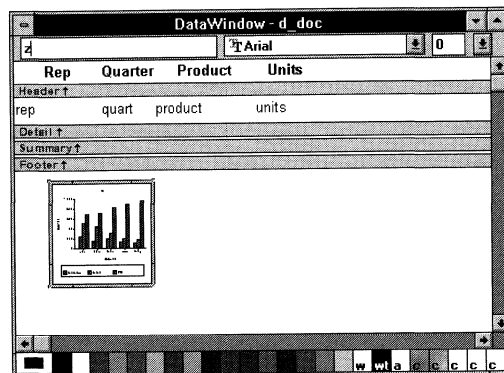 DataWindow - d_doc
z Arial 0
Rep Quarter Product Units
Header ↑
rep quart product units
Detail ↑
Summary ↑
Footer ↑
w wt a c c c c c